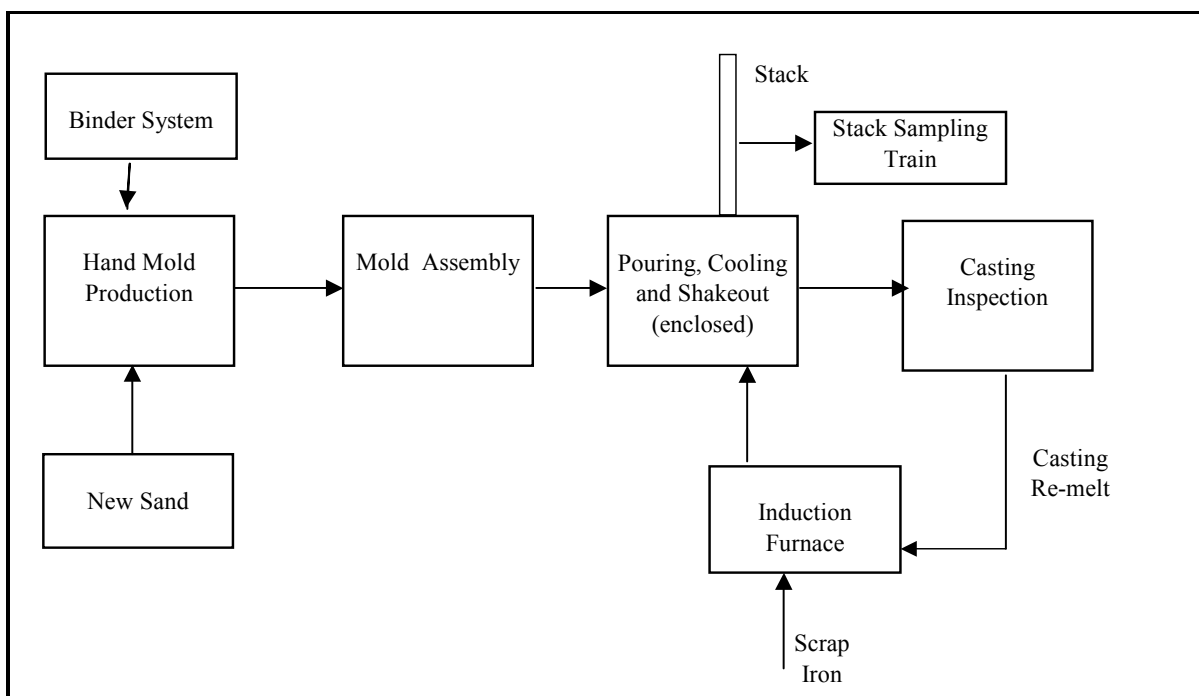 Stack
Binder System
Stack Sampling
Train
Hand Mold
Production
Mold Assembly
Pouring, Cooling
and Shakeout
(enclosed)
Casting
Inspection
New Sand
Induction
Furnace
Casting
Re-melt
Scrap
Iron